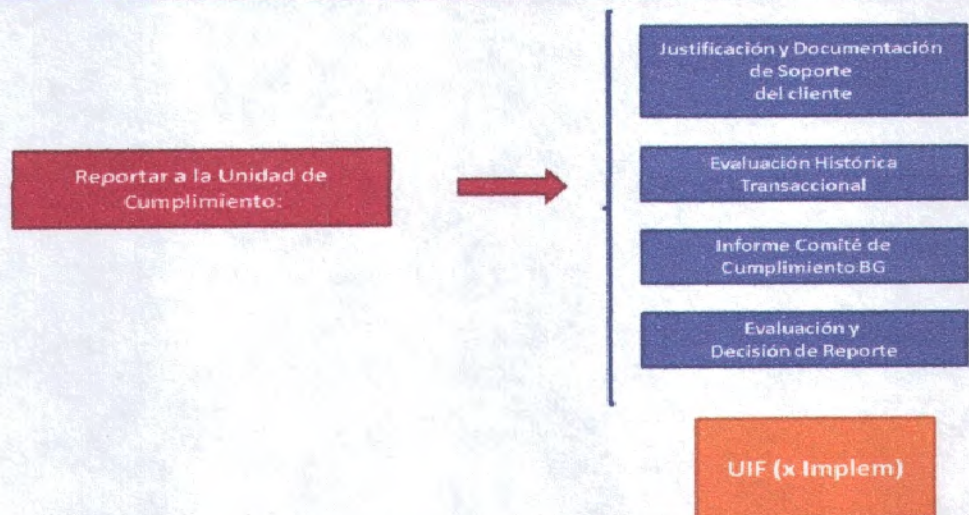 Reportar a la Unidad de
Cumplimiento:
Justificación y Documentación
de Soporte
del cliente
Evaluación Histórica
Transaccional
Informe Comité de
Cumplimiento BG
Evaluación y
Decisión de Reporte
UIF (x Implem)